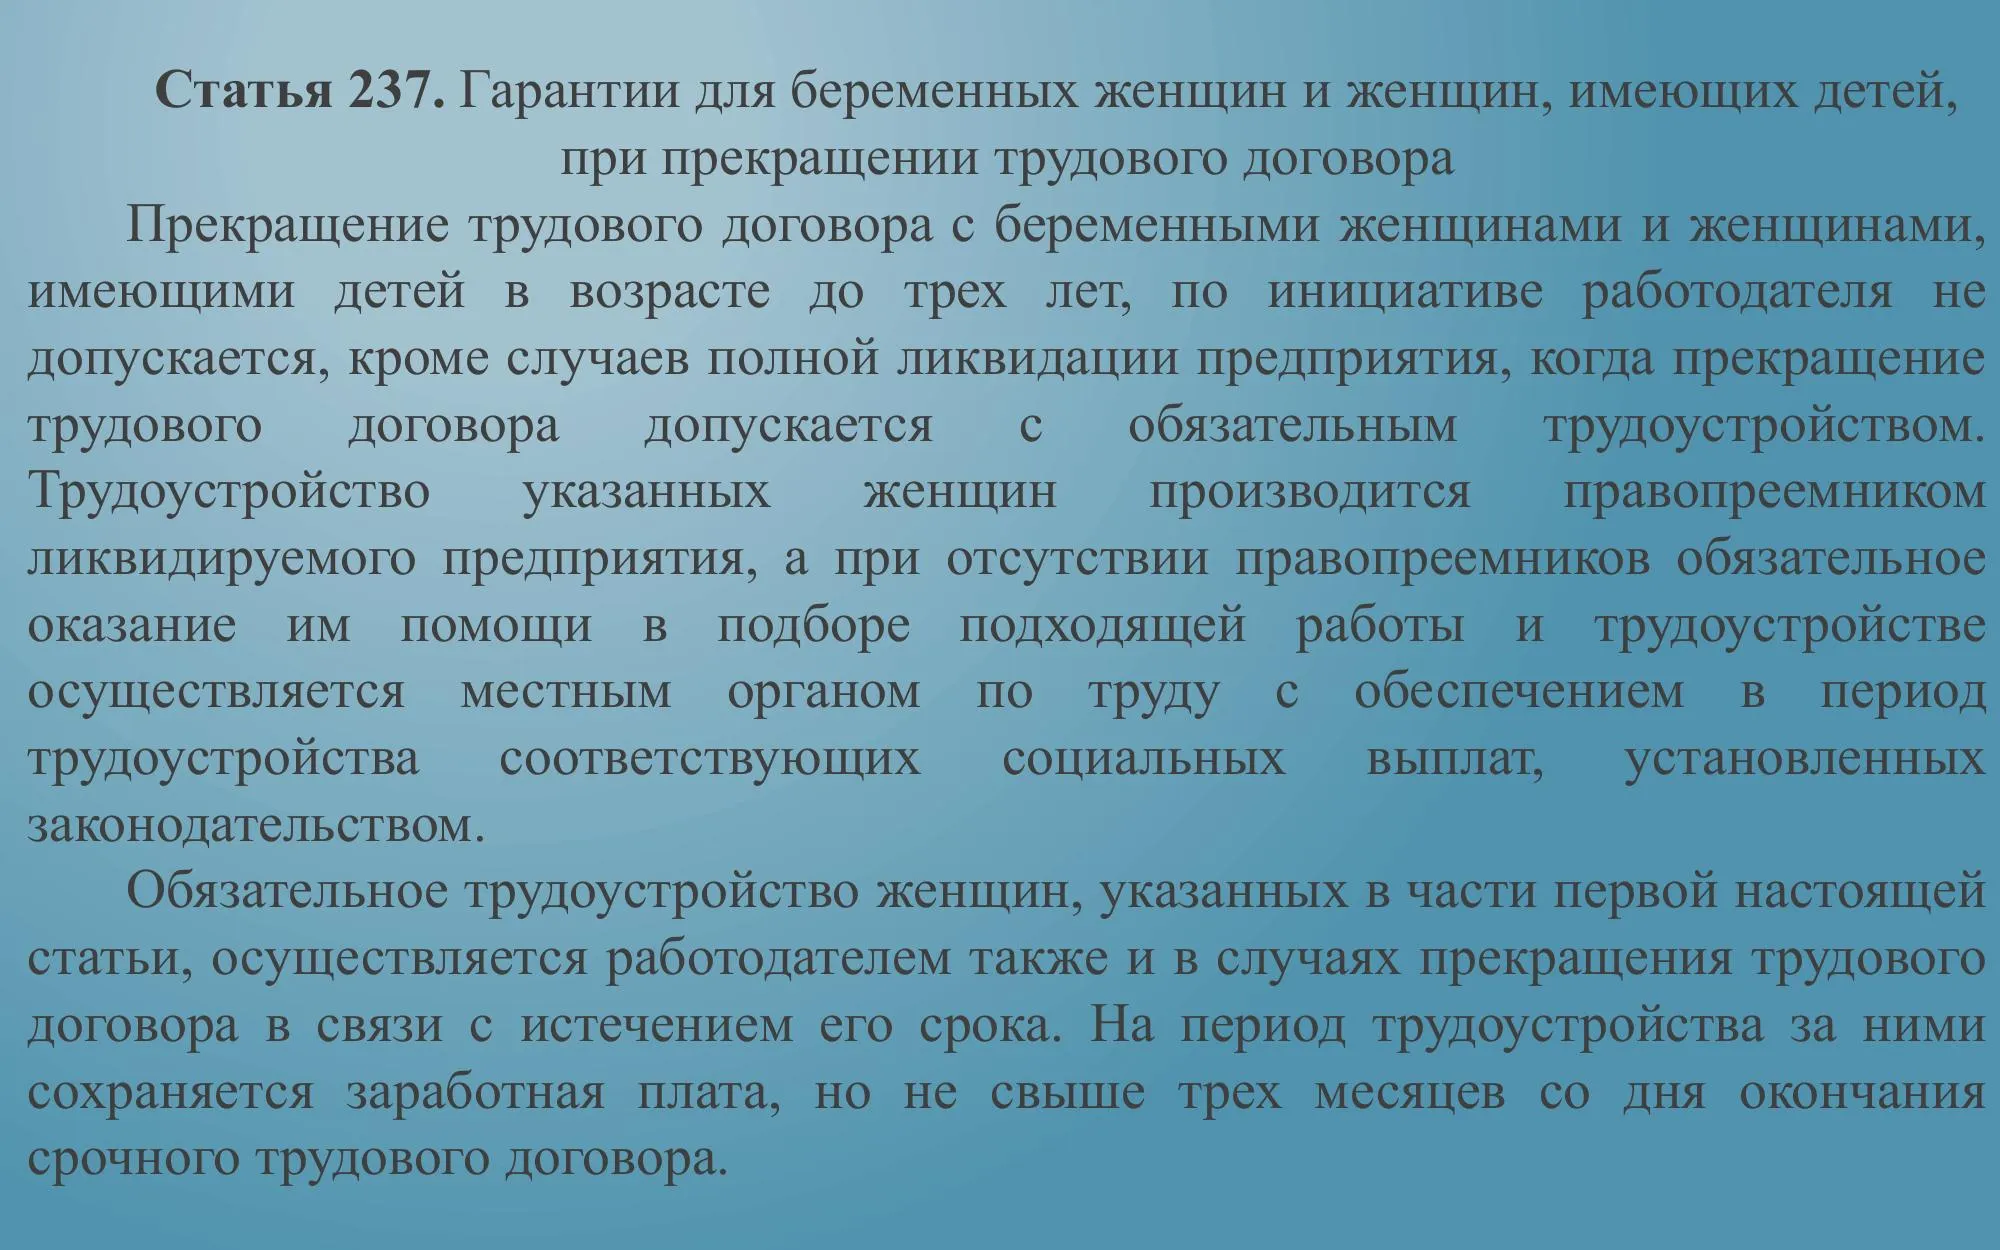 Статья 237. Гарантии для беременных женщин и женщин, имеющих детей,
при прекращении трудового договора
Прекращение трудового договора с беременными женщинами и женщинами,
имеющими детей в возрасте до трех лет, по инициативе работодателя не
допускается, кроме случаев полной ликвидации предприятия, когда прекращение
трудового договора допускается с обязательным трудоустройством.
Трудоустройство указанных женщин производится правопреемником
ликвидируемого предприятия, а при отсутствии правопреемников обязательное
оказание им помощи в подборе подходящей работы и трудоустройстве
осуществляется местным органом по труду с обеспечением в период
трудоустройства соответствующих социальных выплат, установленных
законодательством.
Обязательное трудоустройство женщин, указанных в части первой настоящей
статьи, осуществляется работодателем также и в случаях прекращения трудового
договора в связи с истечением его срока. На период трудоустройства за ними
сохраняется заработная плата, но не свыше трех месяцев со дня окончания
срочного трудового договора.